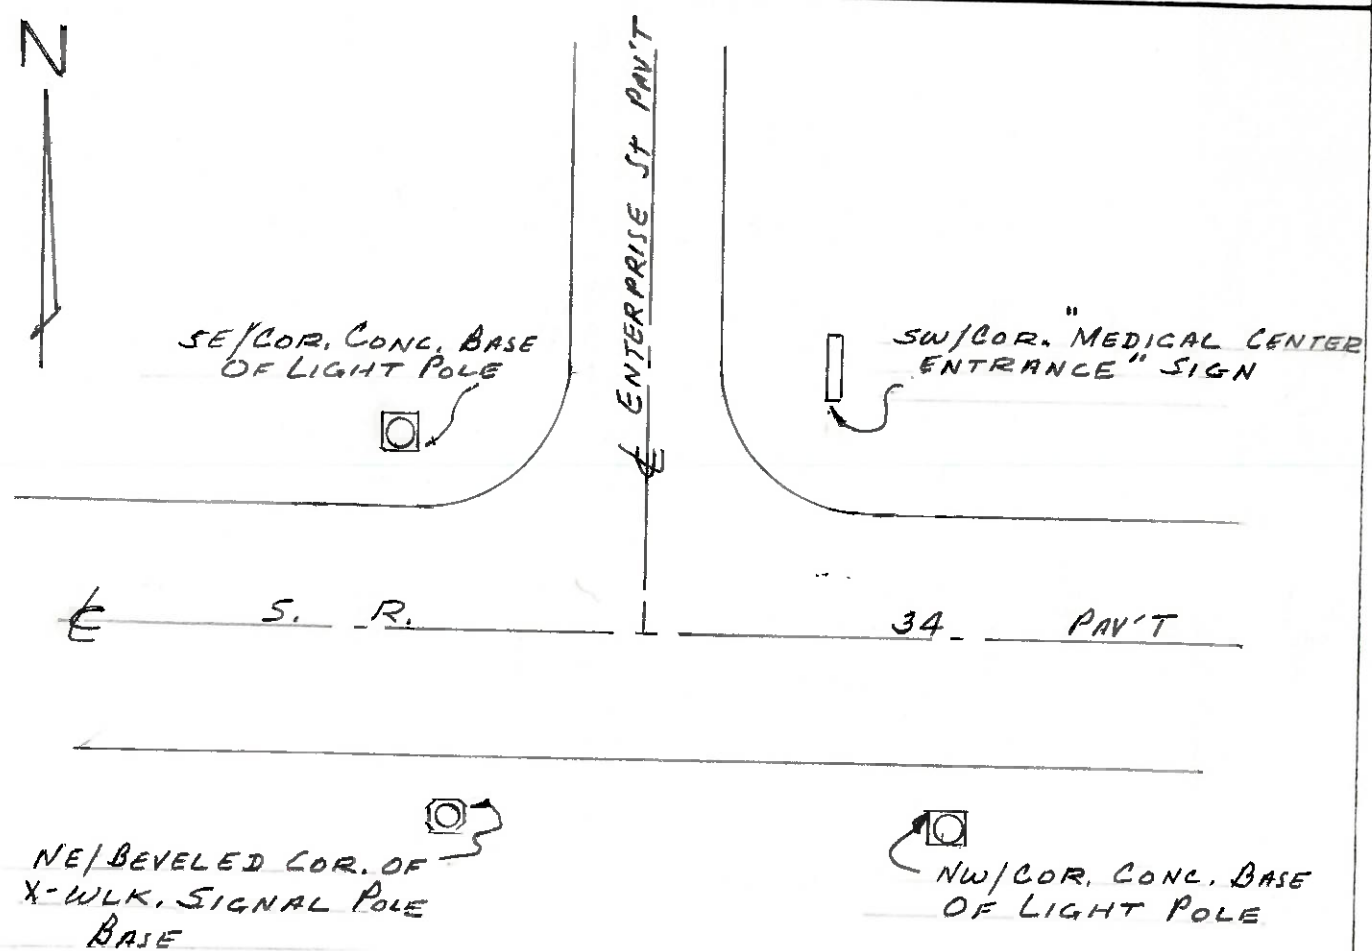 N
℄ ENTERPRISE St PAV'T
SE/COR. CONC. BASE
OF LIGHT POLE
SW/COR. "MEDICAL CENTER
ENTRANCE" SIGN
℄ S. R. 34 PAV'T
NE/BEVELED COR. OF
X-WLK. SIGNAL POLE
BASE
NW/COR. CONC. BASE
OF LIGHT POLE